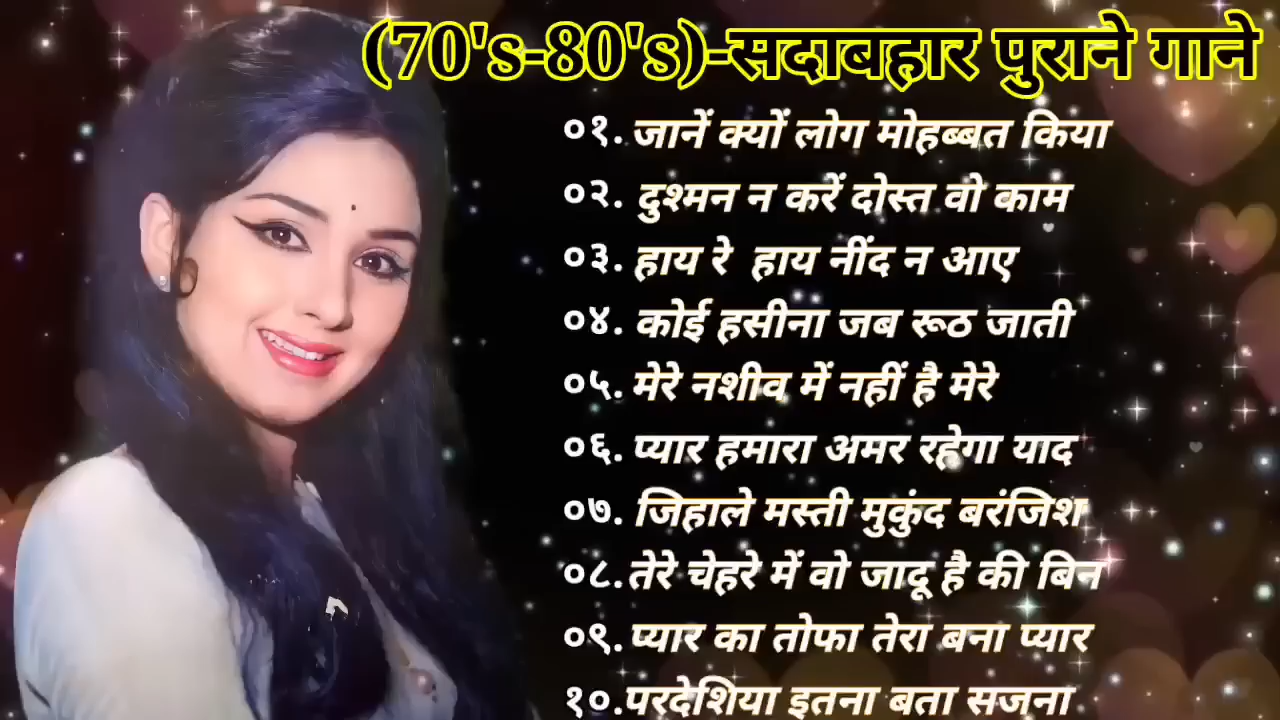 (70's-80's)-सदाबहार पुराने गाने
०१. जानें क्यों लोग मोहब्बत किया
०२. दुश्मन न करें दोस्त वो काम
०३. हाय रे हाय नींद न आए
०४. कोई हसीना जब रूठ जाती
०५. मेरे नशीव में नहीं है मेरे
०६. प्यार हमारा अमर रहेगा याद
०७. जिहाले मस्ती मुकुंद बरंजिश
०८. तेरे चेहरे में वो जादू है की बिन
०९. प्यार का तोफा तेरा बना प्यार
१०. परदेशिया इतना बता सजना